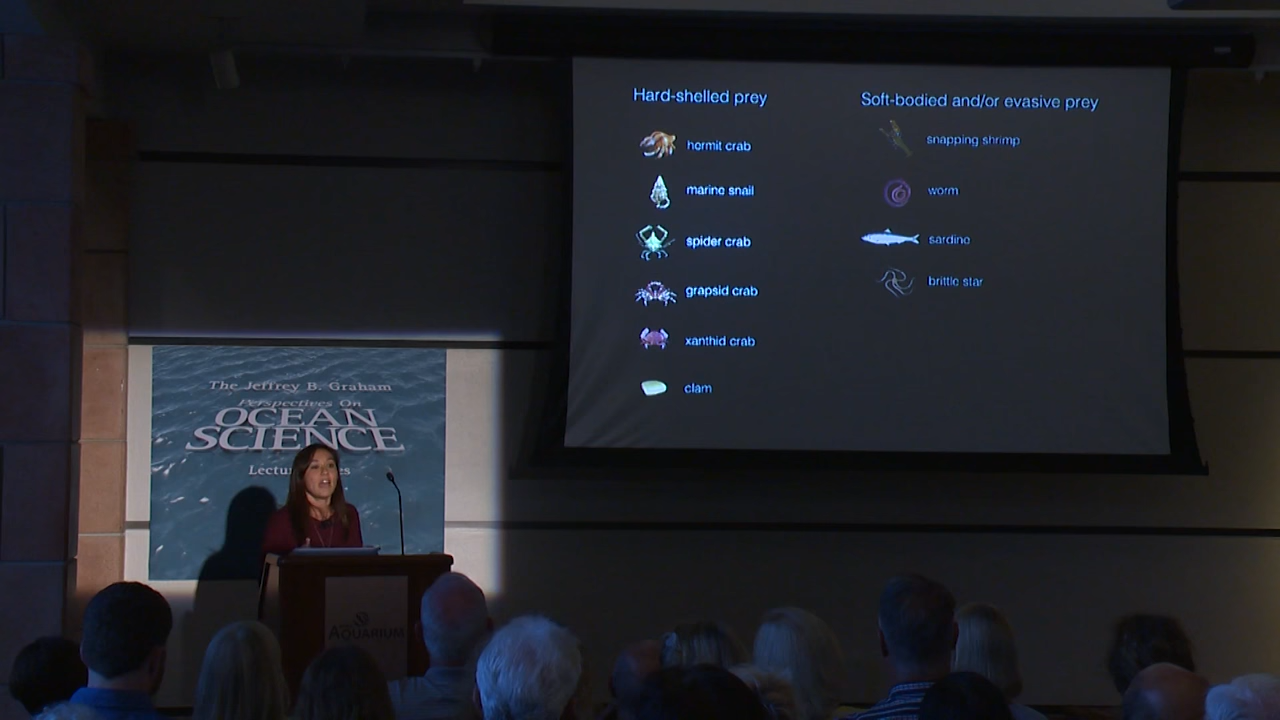 Hard-shelled prey
hermit crab
marine snail
spider crab
grapsid crab
xanthid crab
clam
Soft-bodied and/or evasive prey
snapping shrimp
worm
sardine
brittle star
The Jeffrey B. Graham
Perspectives On
OCEAN
SCIENCE
AQUARIUM